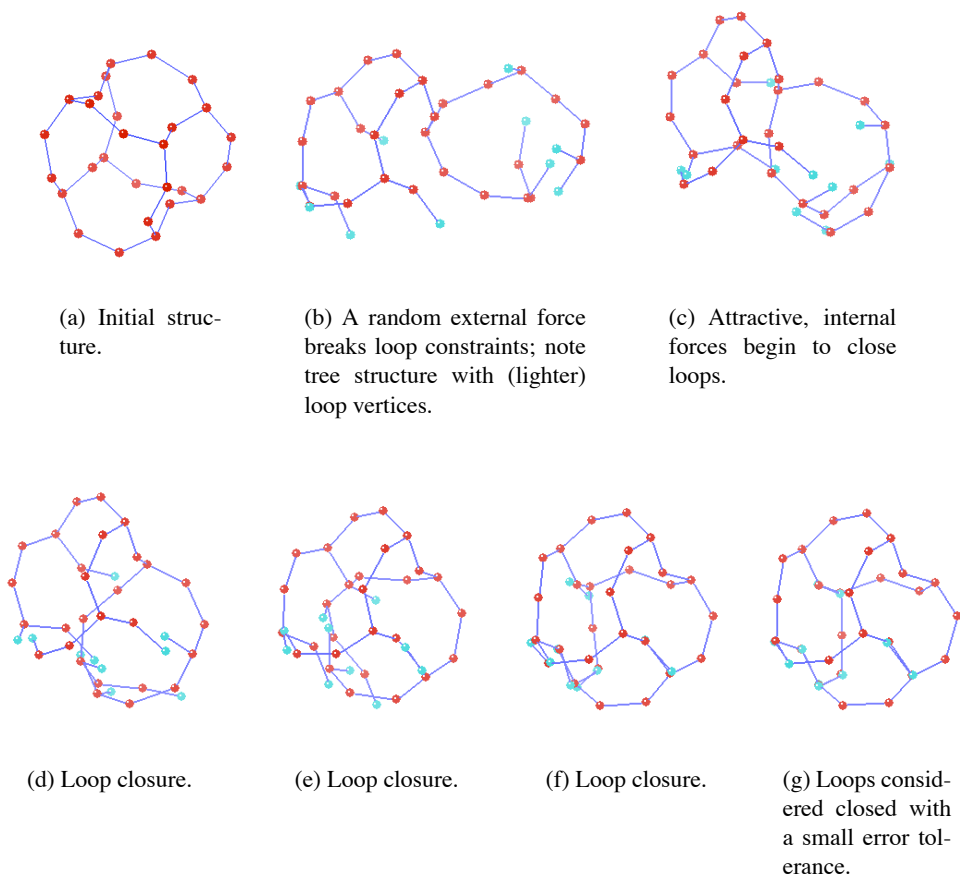 (a) Initial struc-
ture.
(b) A random external force
breaks loop constraints; note
tree structure with (lighter)
loop vertices.
(c) Attractive, internal
forces begin to close
loops.
(d) Loop closure.
(e) Loop closure.
(f) Loop closure.
(g) Loops consid-
ered closed with
a small error tol-
erance.